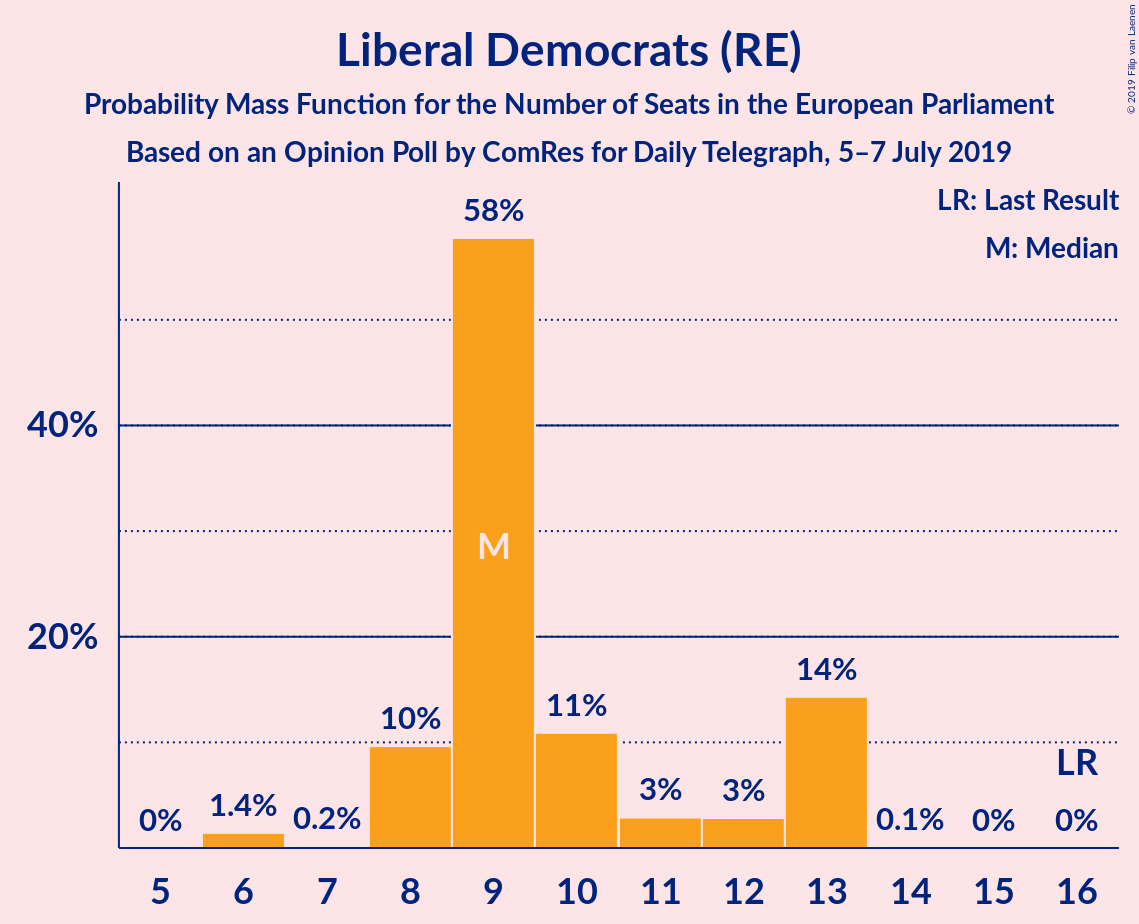 Liberal Democrats (RE)
Probability Mass Function for the Number of Seats in the European Parliament
Based on an Opinion Poll by ComRes for Daily Telegraph, 5–7 July 2019
© 2019 Filip van Laenen
LR: Last Result
M: Median
58%
40%
M
20%
14%
11%
10%
LR
3%
3%
1.4%
0%
0.2%
0.1%
0%
0%
5 6 7 8 9 10 11 12 13 14 15 16